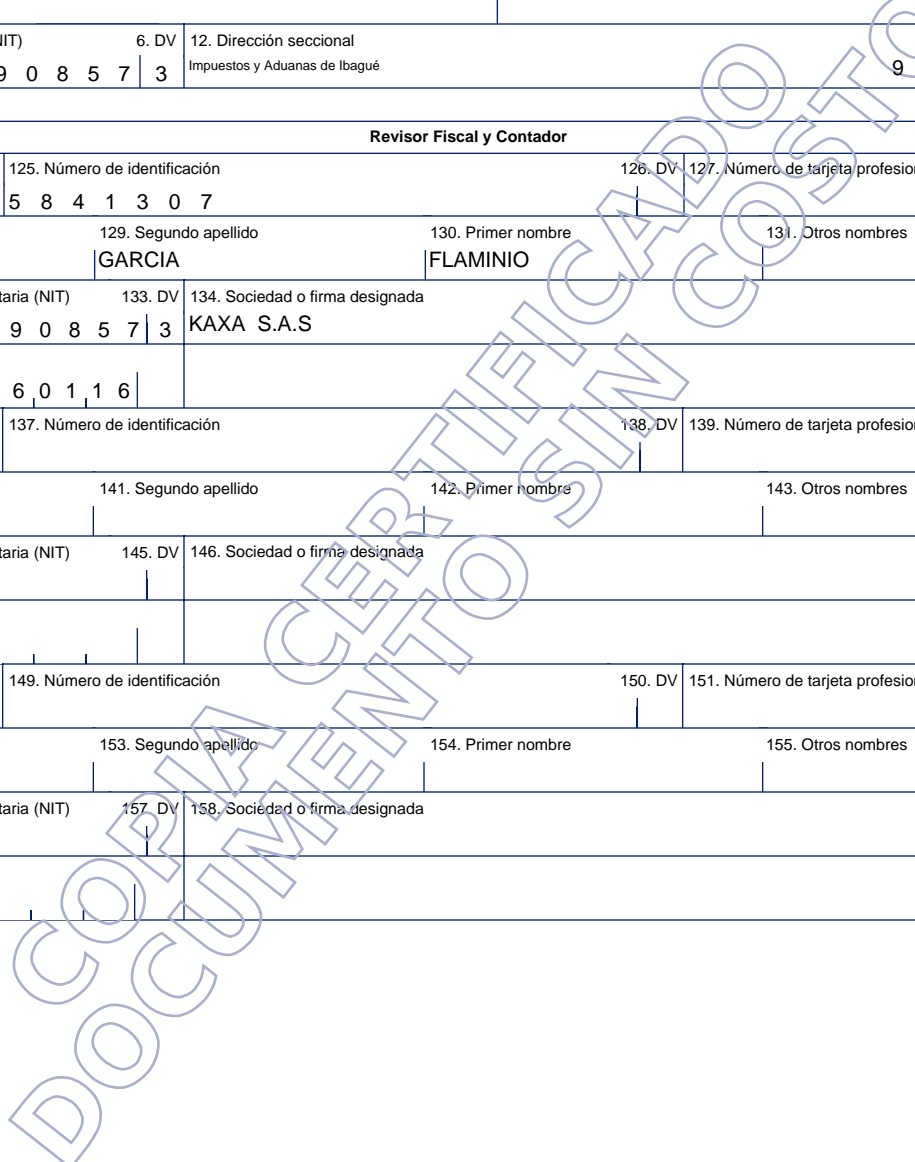 NIT) 6. DV 12. Dirección seccional
9 0 8 5 7 3 Impuestos y Aduanas de Ibagué 9
Revisor Fiscal y Contador
125. Número de identificación 126. DV 127. Número de tarjeta profesion
5 8 4 1 3 0 7
129. Segundo apellido 130. Primer nombre 131. Otros nombres
GARCIA FLAMINIO
taria (NIT) 133. DV 134. Sociedad o firma designada
9 0 8 5 7 3 KAXA S.A.S
6 0 1 1 6
137. Número de identificación 138. DV 139. Número de tarjeta profesion
141. Segundo apellido 142. Primer nombre 143. Otros nombres
taria (NIT) 145. DV 146. Sociedad o firma designada
149. Número de identificación 150. DV 151. Número de tarjeta profesion
153. Segundo apellido 154. Primer nombre 155. Otros nombres
taria (NIT) 157. DV 158. Sociedad o firma designada
COPIA CERTIFICADO
DOCUMENTO SIN COSTO